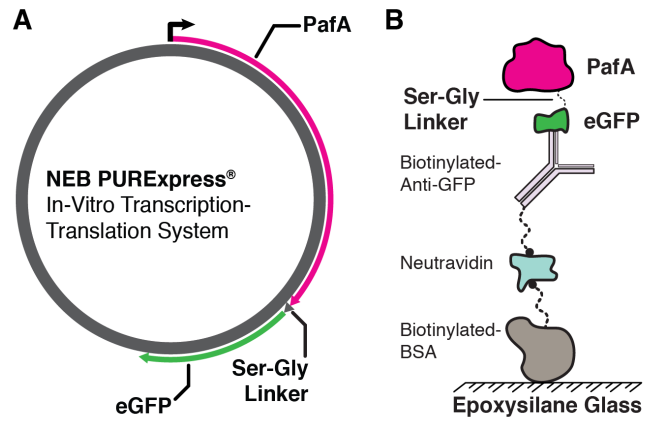 A
PafA
NEB PURExpress®
In-Vitro Transcription-
Translation System
Ser-Gly
Linker
eGFP
B
PafA
Ser-Gly
Linker
eGFP
Biotinylated-
Anti-GFP
Neutravidin
Biotinylated-
BSA
Epoxysilane Glass